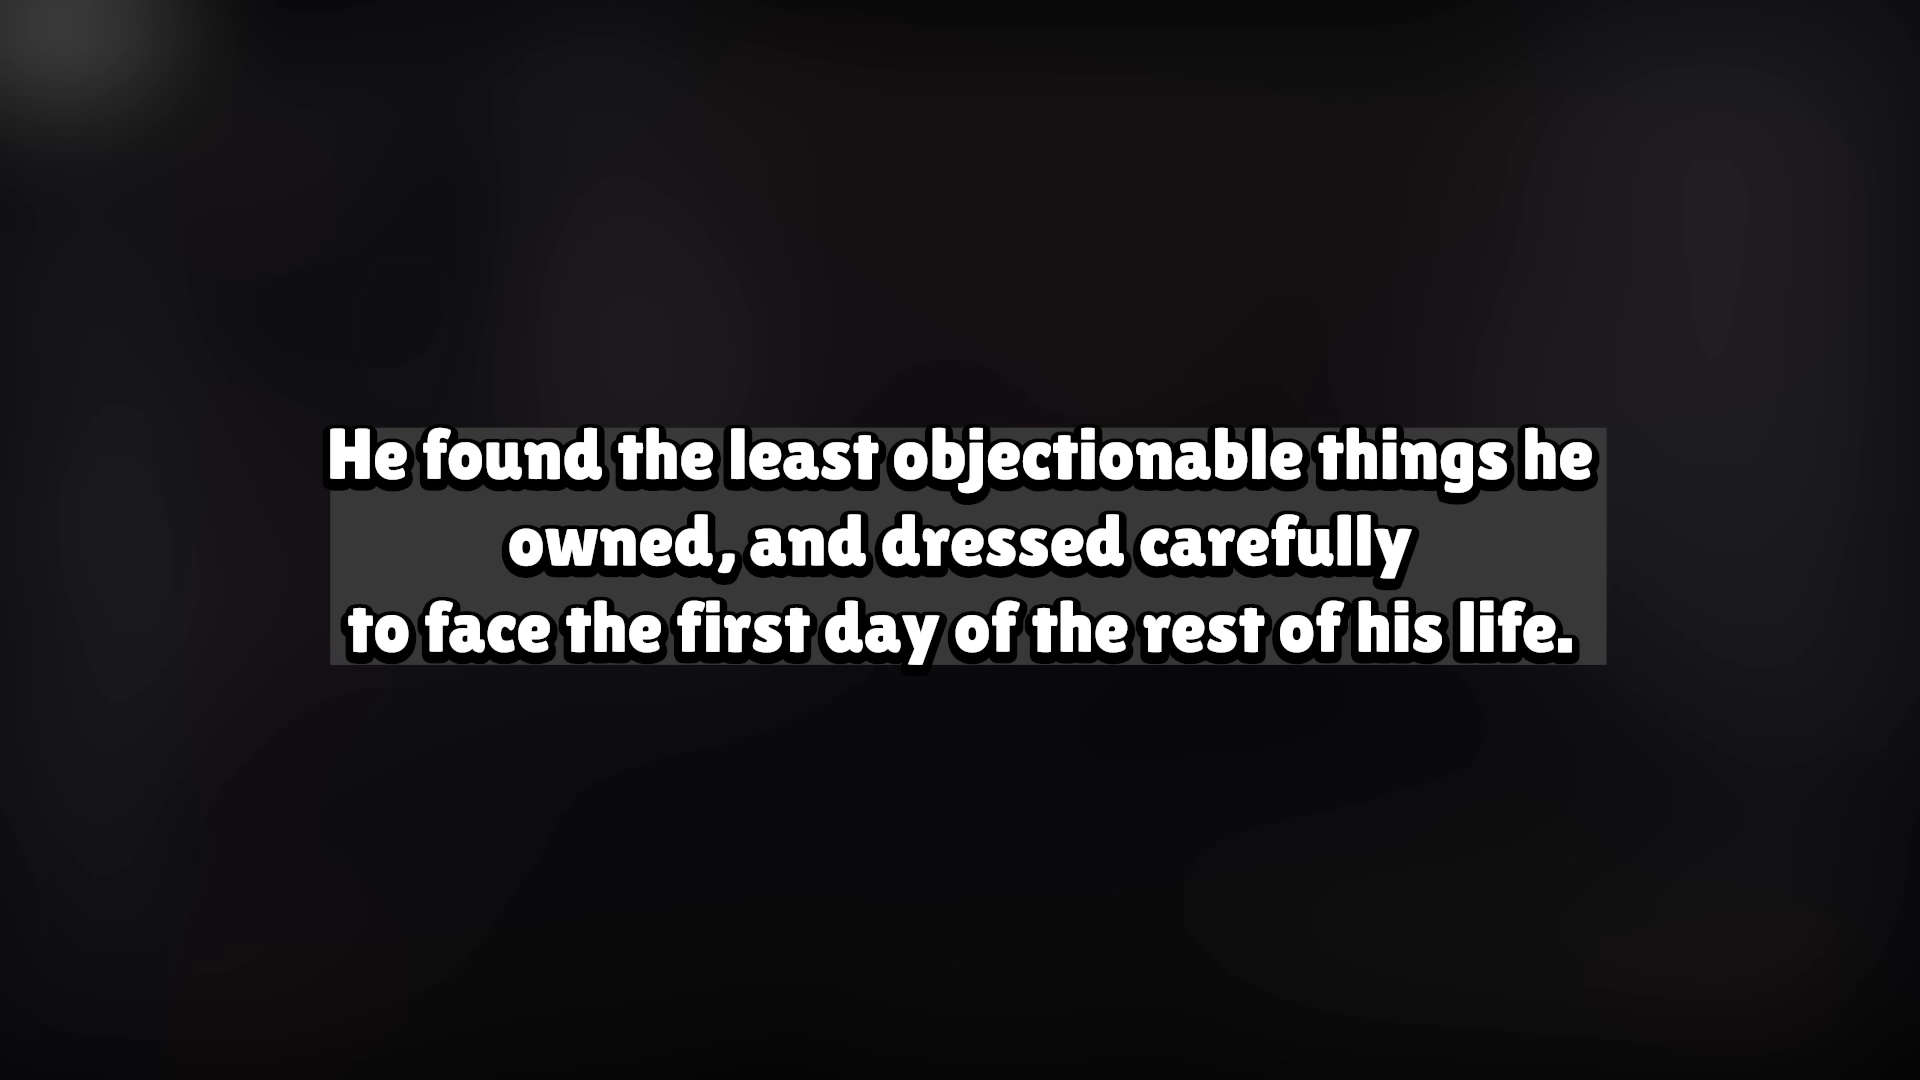 He found the least objectionable things he
owned, and dressed carefully
to face the first day of the rest of his life.